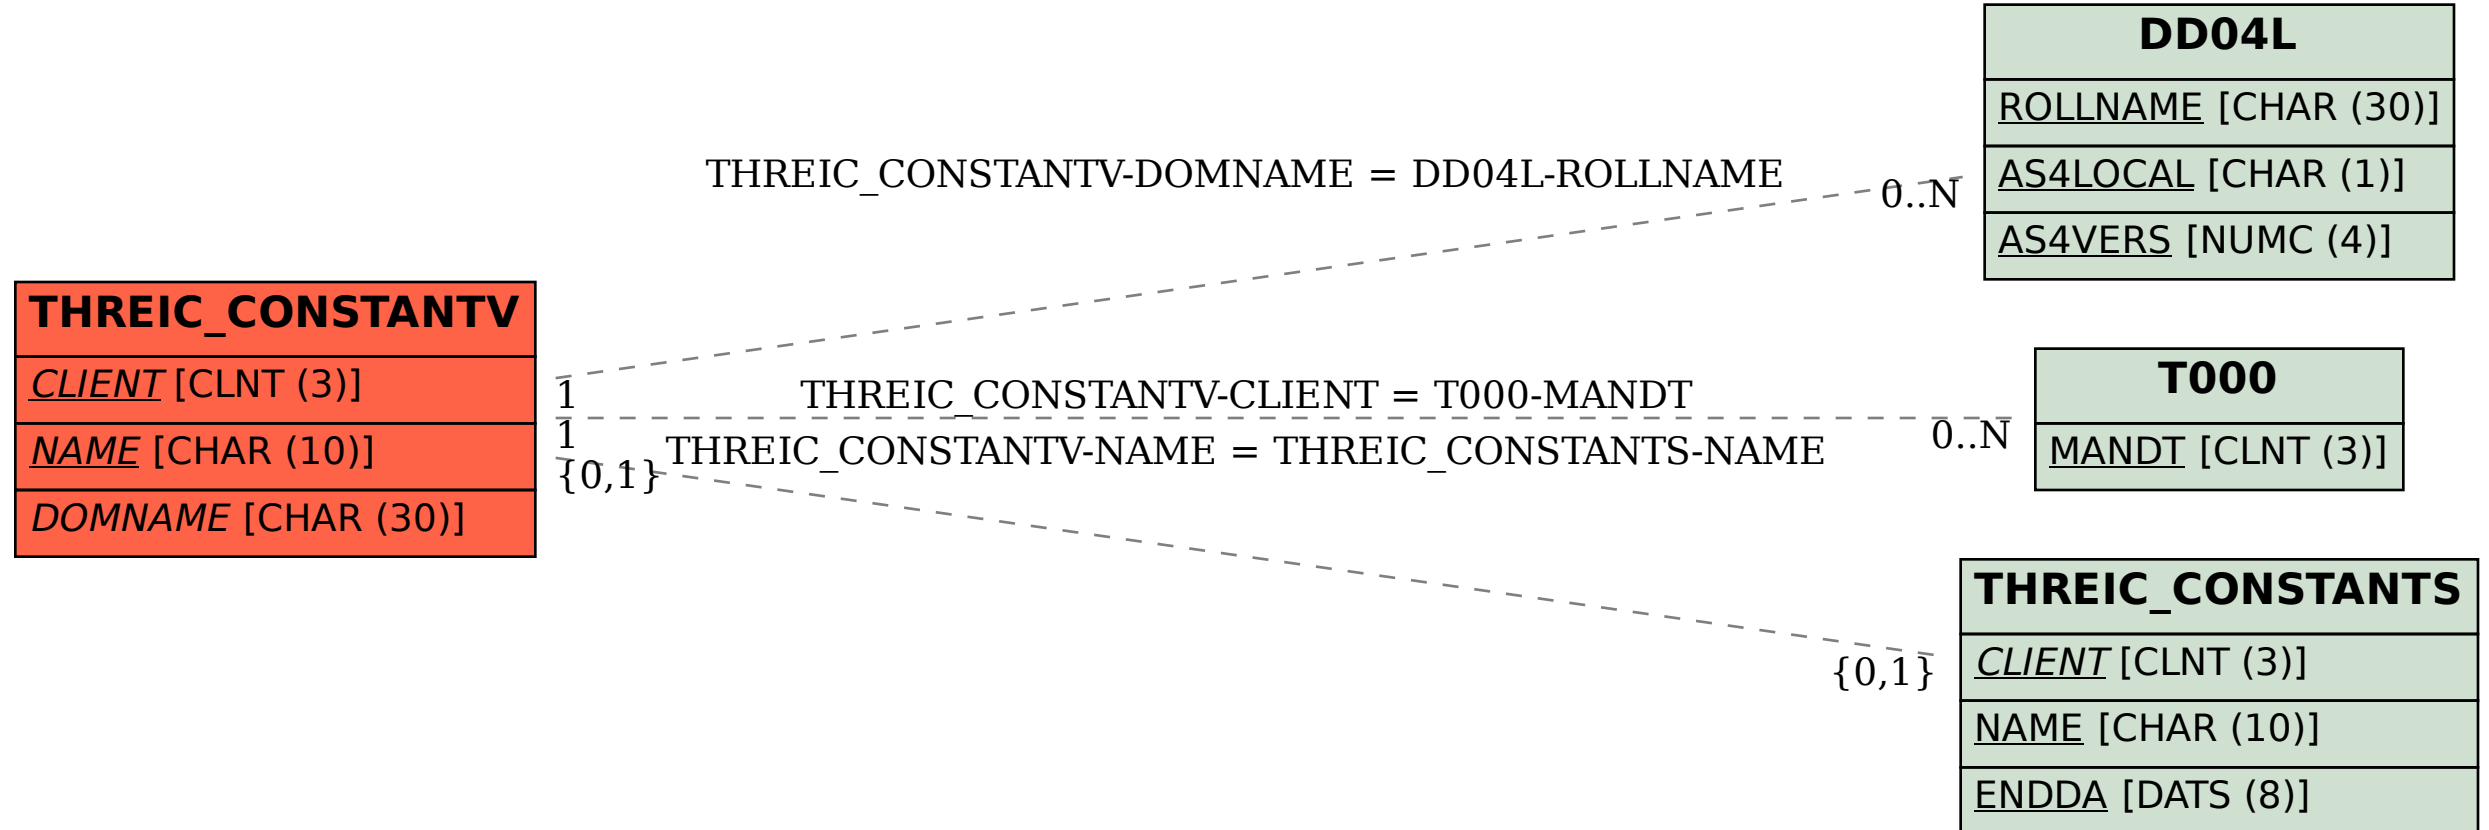 DD04L
ROLLNAME [CHAR (30)]
AS4LOCAL [CHAR (1)]
AS4VERS [NUMC (4)]
THREIC_CONSTANTV-DOMNAME = DD04L-ROLLNAME
0..N
THREIC_CONSTANTV
CLIENT [CLNT (3)]
NAME [CHAR (10)]
DOMNAME [CHAR (30)]
1
THREIC_CONSTANTV-CLIENT = T000-MANDT
1
0..N
{0,1}
THREIC_CONSTANTV-NAME = THREIC_CONSTANTS-NAME
T000
MANDT [CLNT (3)]
{0,1}
THREIC_CONSTANTS
CLIENT [CLNT (3)]
NAME [CHAR (10)]
ENDDA [DATS (8)]